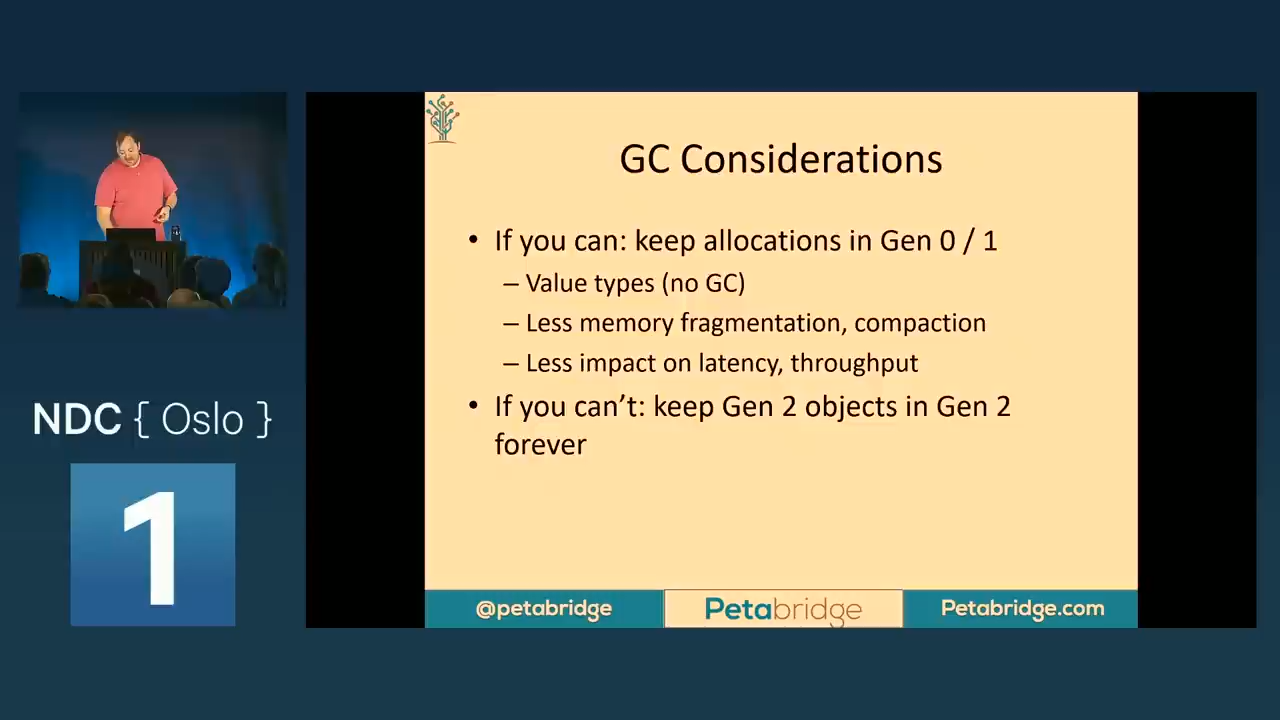 NDC { Oslo }
1
GC Considerations
• If you can: keep allocations in Gen 0 / 1
– Value types (no GC)
– Less memory fragmentation, compaction
– Less impact on latency, throughput
• If you can’t: keep Gen 2 objects in Gen 2
forever
@petabridge
Petabridge
Petabridge.com